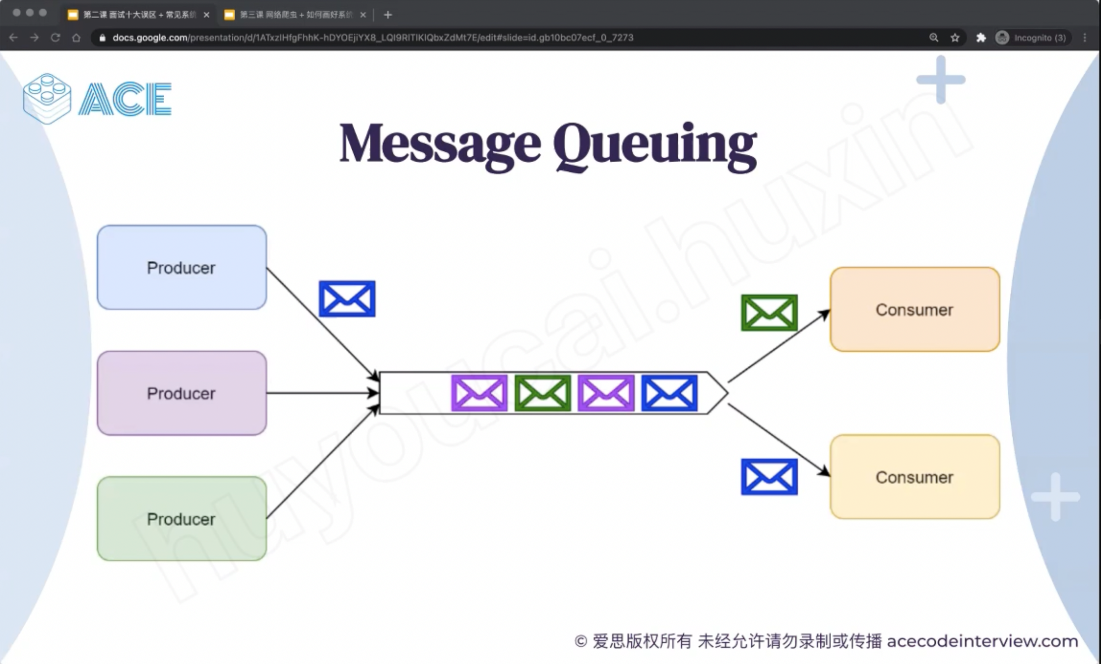 第二课 面试十大误区 + 常见系统
第三课 网络爬虫 + 如何画好系统
docs.google.com/presentation/d/1ATxzIHfgFhhK-hDYOEjiYX8_LQI9RITIKIQbxZdMt7E/edit#slide=id.gb10bc07ecf_0_7273
Incognito (3)
ACE
Message Queuing
Producer
Consumer
Producer
Consumer
Producer
huyoucai.huxin
© 爱思版权所有 未经允许请勿录制或传播 acecodeinterview.com